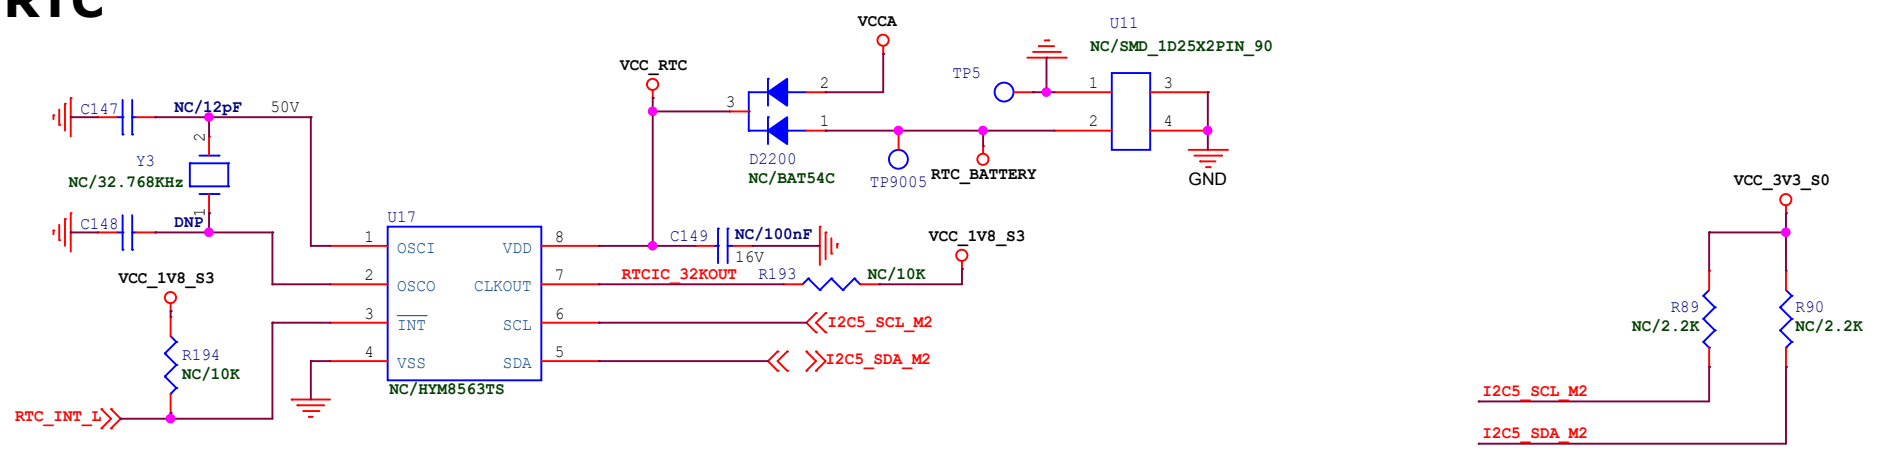 RTC
VCCA
U11
NC/SMD_1D25X2PIN_90
VCC_RTC
TP5
1
3
2
4
GND
2
3
1
D2200
NC/BAT54C
TP9005
RTC_BATTERY
C147
NC/12pF
50V
2
Y3
NC/32.768KHz
1
C148
DNP
U17
1
OSCI
VDD
8
2
OSCO
CLKOUT
7
3
INT
SCL
6
4
VSS
SDA
5
NC/HYM8563TS
C149
NC/100nF
16V
VCC_1V8_S3
RTCIC_32KOUT
R193
NC/10K
I2C5_SCL_M2
I2C5_SDA_M2
VCC_1V8_S3
R194
NC/10K
RTC_INT_L
VCC_3V3_S0
R89
NC/2.2K
R90
NC/2.2K
I2C5_SCL_M2
I2C5_SDA_M2